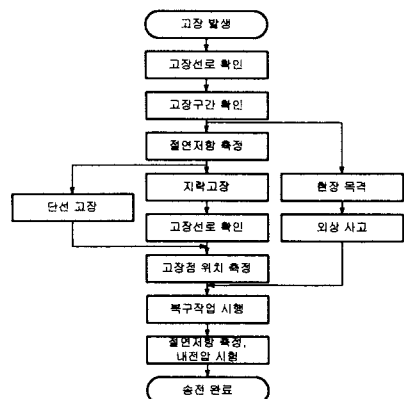 고장 발생
고장선로 확인
고장구간 확인
절연저항 측정
지락고장
현장 목격
단선 고장
고장선로 확인
외상 사고
고장점 위치 측정
복구작업 시행
절연저항 측정,
내전압 시험
송전 완료